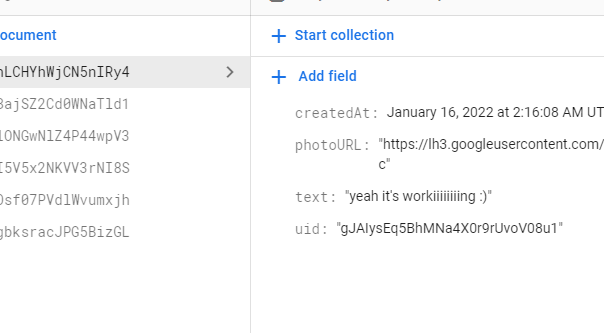 ocument
Start collection
nLCHYhWjCN5nIRy4
Add field
3ajSZ2Cd0WNaTld1
createdAt: January 16, 2022 at 2:16:08 AM UT
lONGwNlZ4P44wpV3
photoURL: "https://lh3.googleusercontent.com/
c"
I5V5x2NKVV3rNI8S
text: "yeah it's workiiiiiiiing :)"
Osf07PVdlWvumxjh
uid: "gJAIysEq5BhMNa4X0r9rUvoV08u1"
gbksracJPG5BizGL